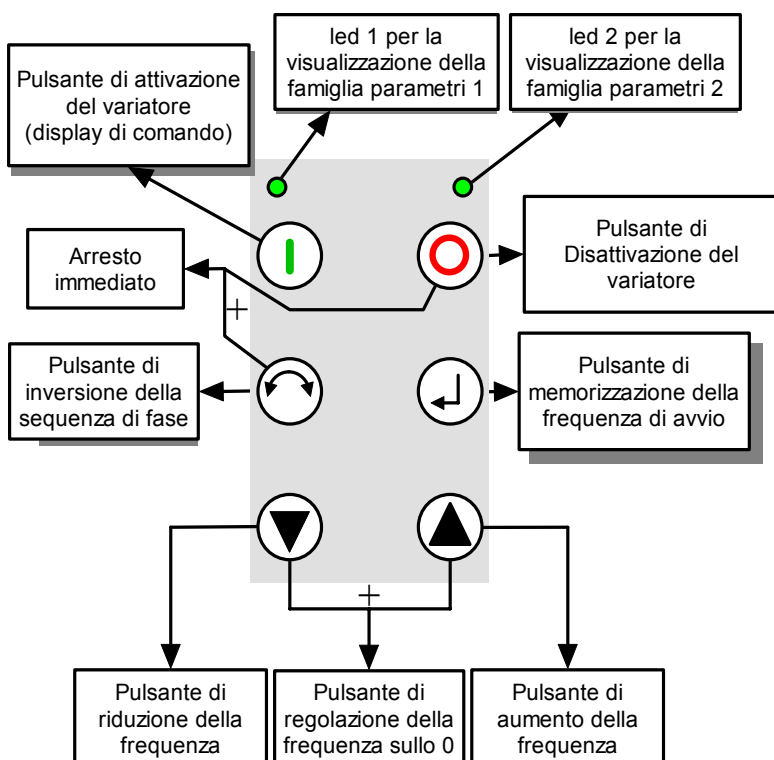 led 1 per la
visualizzazione della
famiglia parametri 1
led 2 per la
visualizzazione della
famiglia parametri 2
Pulsante di attivazione
del variatore
(display di comando)
Arresto
immediato
Pulsante di
Disattivazione del
variatore
+
Pulsante di
inversione della
sequenza di fase
Pulsante di
memorizzazione della
frequenza di avvio
+
Pulsante di
riduzione della
frequenza
Pulsante di
regolazione della
frequenza sullo 0
Pulsante di
aumento della
frequenza